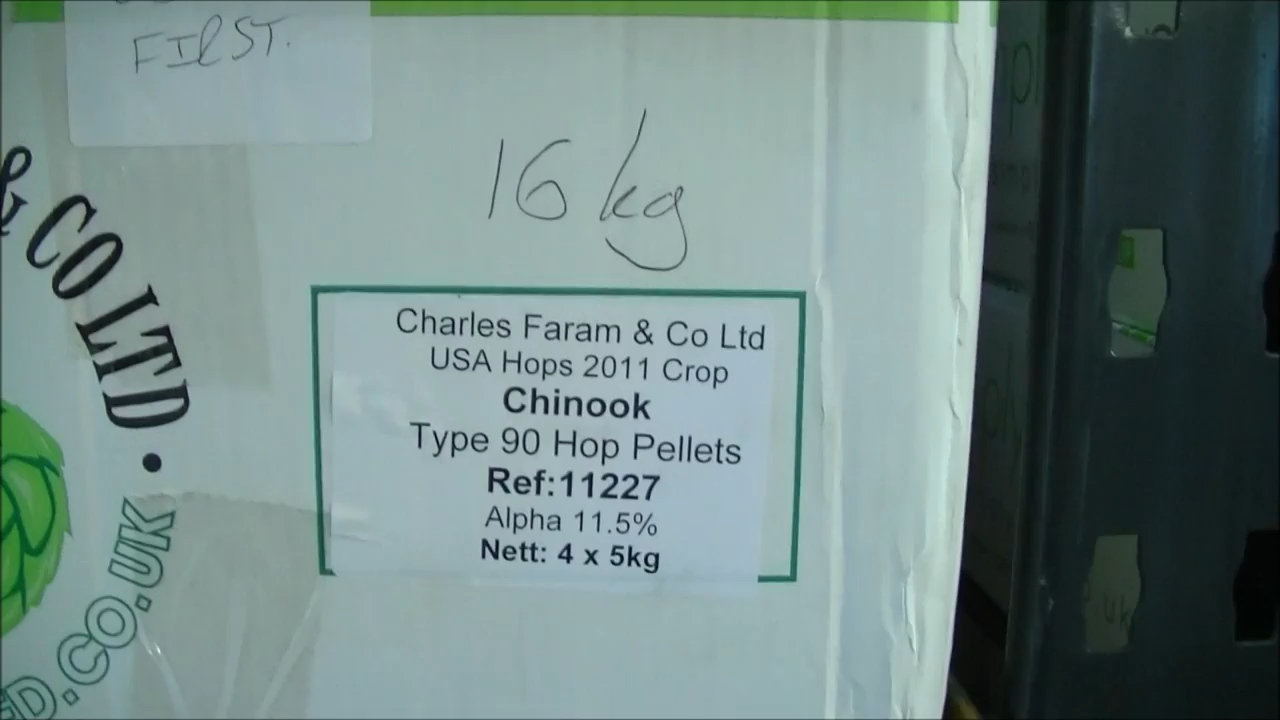 FIRST.
16 kg
& CO LTD •
D.CO.UK
Charles Faram & Co Ltd
USA Hops 2011 Crop
Chinook
Type 90 Hop Pellets
Ref:11227
Alpha 11.5%
Nett: 4 x 5kg